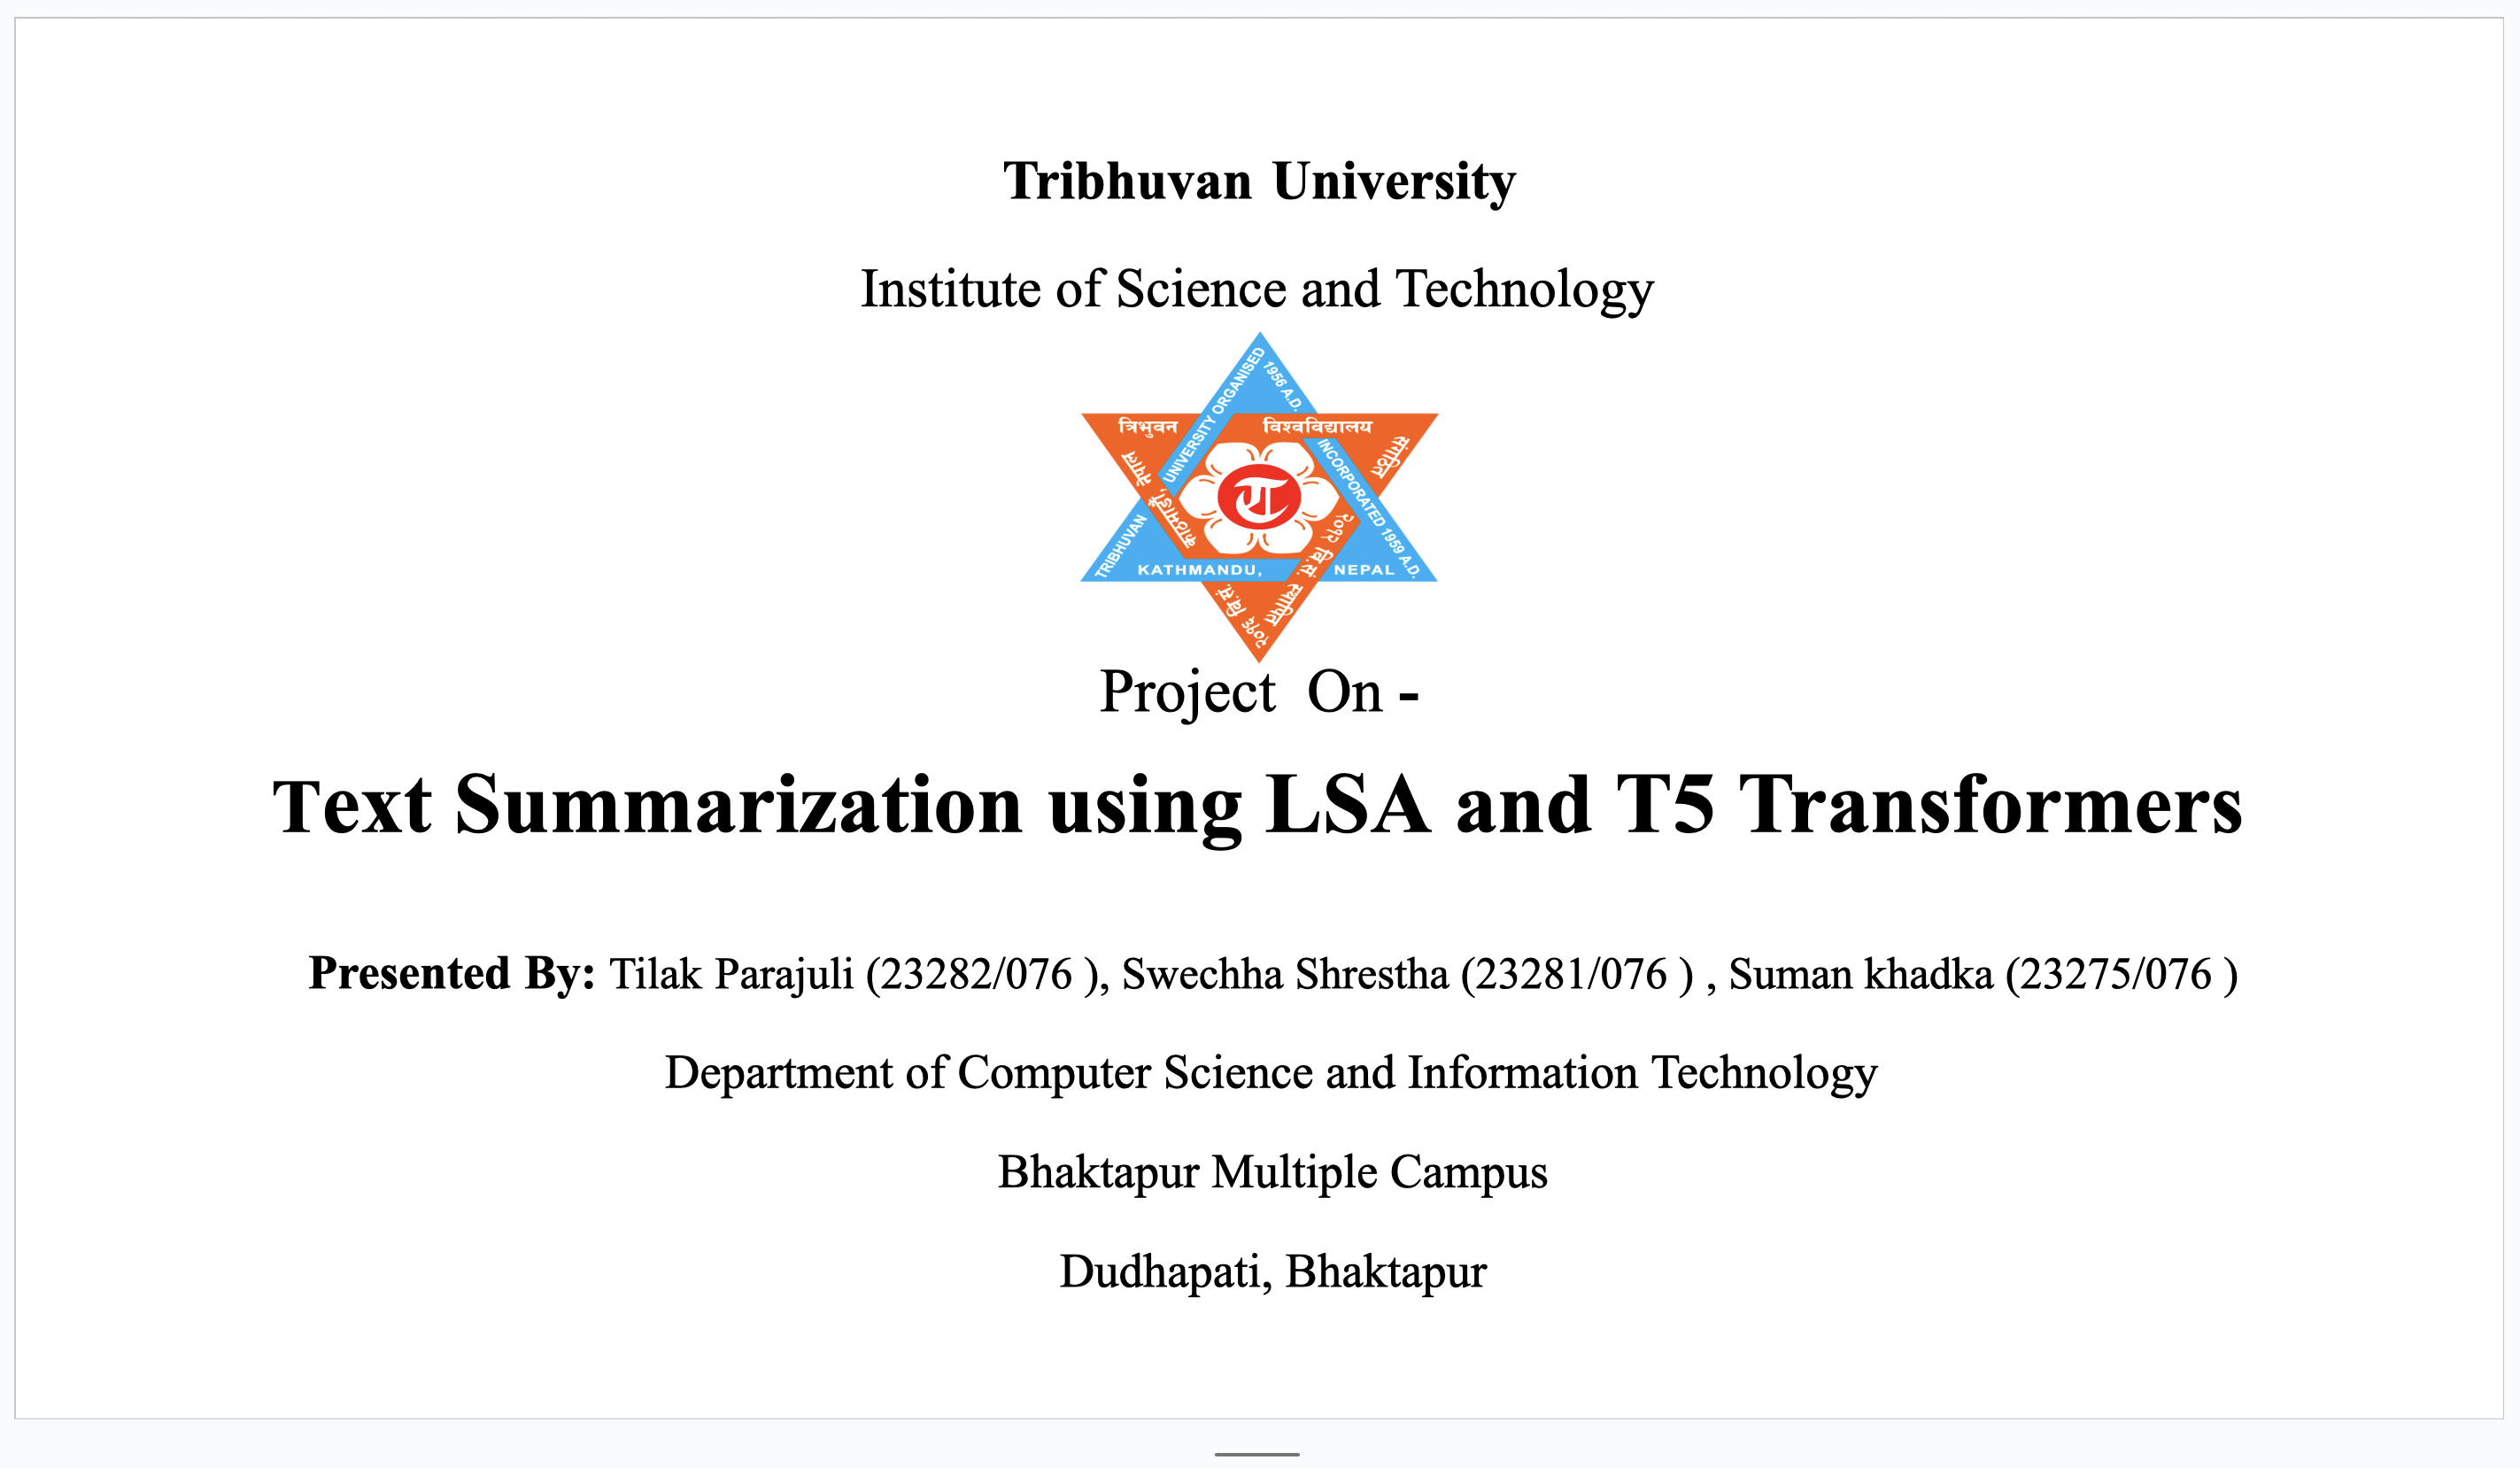 Tribhuvan University
Institute of Science and Technology
UNIVERSITY ORGANISED
1956 A.D.
त्रिभुवन
विश्वविद्यालय
नेपाल
काठमाडौं,
INCORPORATED 1959 A.D.
TRIBHUVAN
KATHMANDU,
NEPAL
२०१२ वि.सं.
स्थापित
वि.सं.
Project On -
Text Summarization using LSA and T5 Transformers
Presented By: Tilak Parajuli (23282/076 ), Swechha Shrestha (23281/076 ) , Suman khadka (23275/076 )
Department of Computer Science and Information Technology
Bhaktapur Multiple Campus
Dudhapati, Bhaktapur